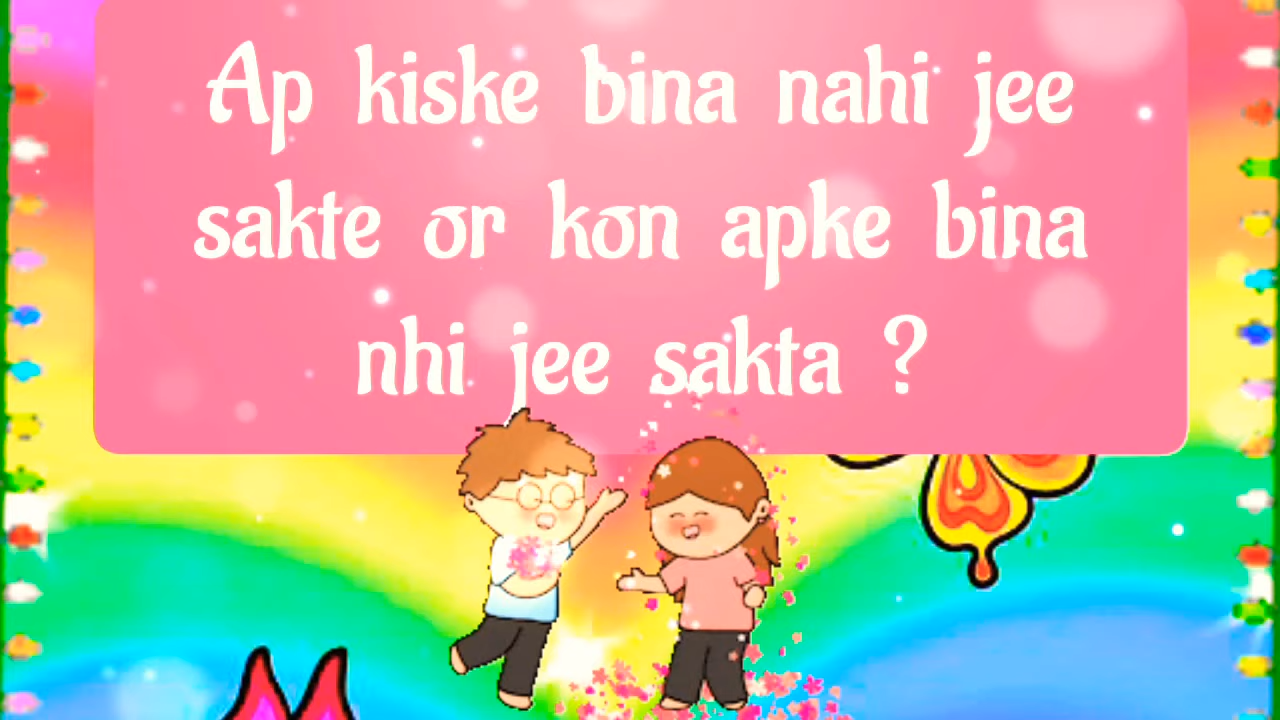 Ap kiske bina nahi jee
sakte or kon apke bina
nhi jee sakta ?